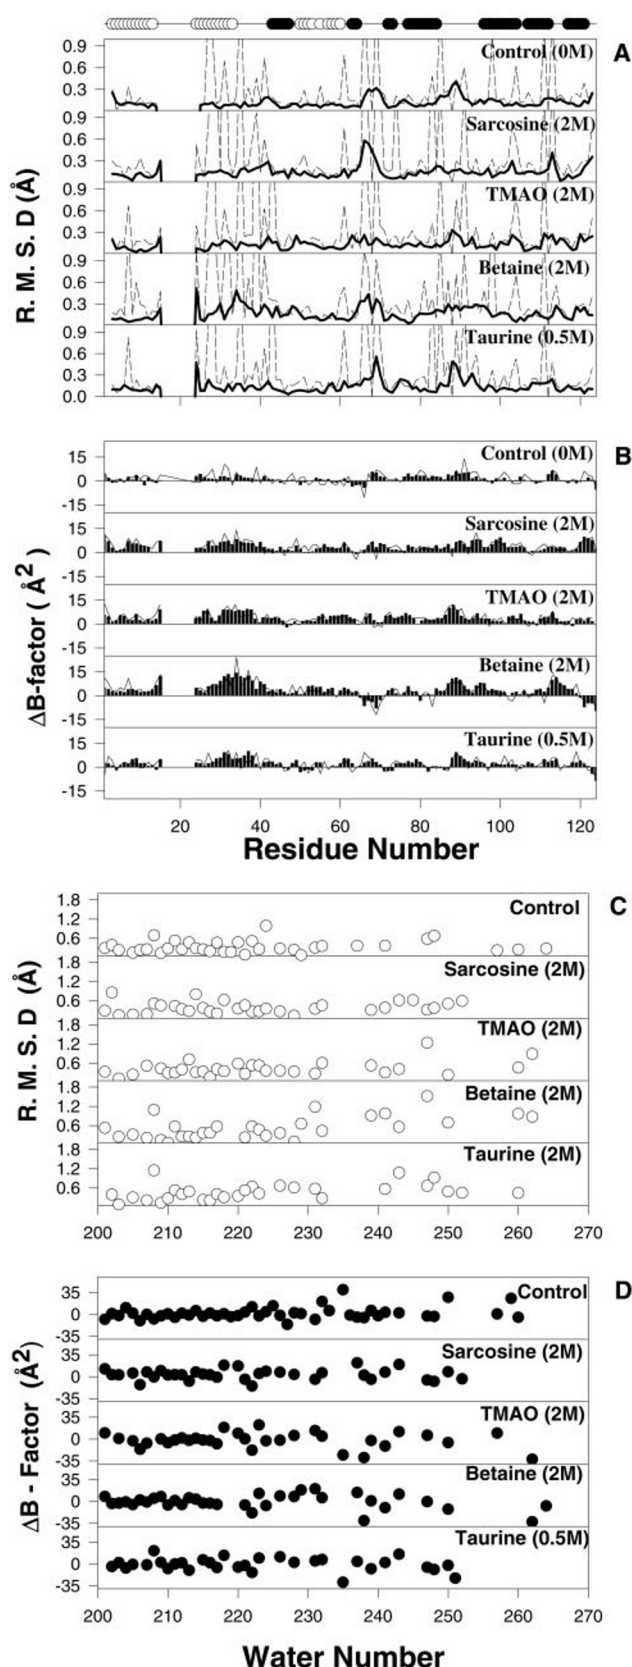 A
R. M. S. D (Å)
0.9
0.6
0.3
Control (0M)
0.9
0.6
0.3
Sarcosine (2M)
0.9
0.6
0.3
TMAO (2M)
0.9
0.6
0.3
Betaine (2M)
0.9
0.6
0.3
0.0
Taurine (0.5M)
20 40 60 80 100 120
B
ΔB-factor ( Å2 )
15
0
-15
Control (0M)
15
0
-15
Sarcosine (2M)
15
0
-15
TMAO (2M)
15
0
-15
Betaine (2M)
15
0
-15
Taurine (0.5M)
20 40 60 80 100 120
Residue Number
C
R. M. S. D (Å)
1.8
1.2
0.6
Control
1.8
1.2
0.6
Sarcosine (2M)
1.8
1.2
0.6
TMAO (2M)
1.8
1.2
0.6
Betaine (2M)
1.8
1.2
0.6
Taurine (2M)
200 210 220 230 240 250 260 270
D
ΔB - Factor (Å2)
35
0
-35
Control
35
0
-35
Sarcosine (2M)
35
0
-35
TMAO (2M)
35
0
-35
Betaine (2M)
35
0
-35
Taurine (0.5M)
200 210 220 230 240 250 260 270
Water Number